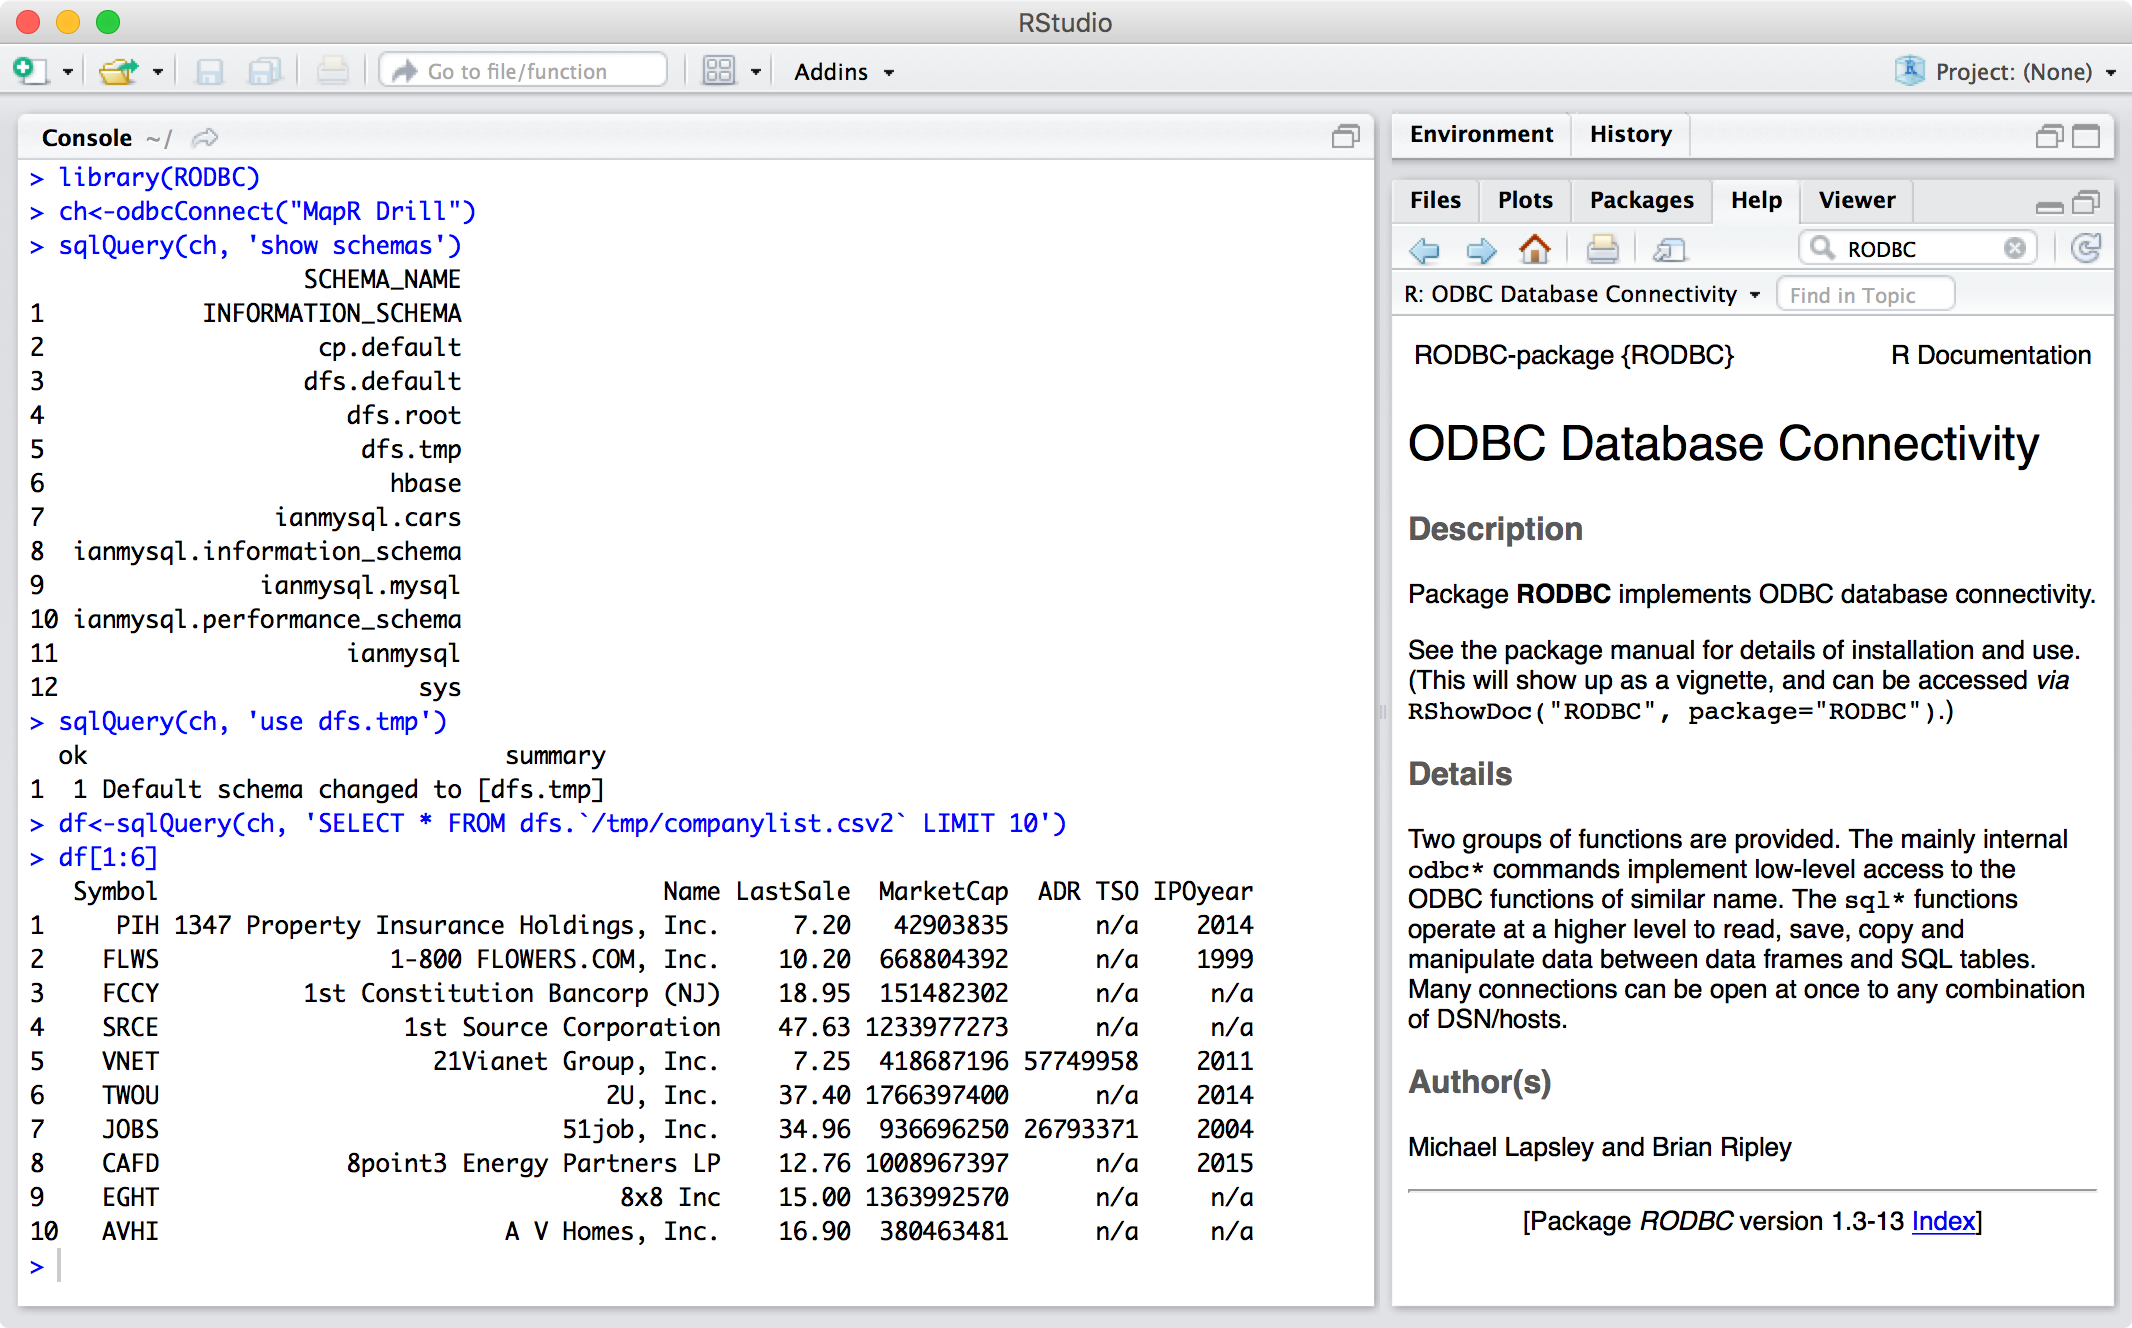 RStudio
Go to file/function
Addins
Project: (None)
Console ~/
> library(RODBC)
> ch<-odbcConnect("MapR Drill")
> sqlQuery(ch, 'show schemas')
SCHEMA_NAME
1 INFORMATION_SCHEMA
2 cp.default
3 dfs.default
4 dfs.root
5 dfs.tmp
6 hbase
7 ianmysql.cars
8 ianmysql.information_schema
9 ianmysql.mysql
10 ianmysql.performance_schema
11 ianmysql
12 sys
> sqlQuery(ch, 'use dfs.tmp')
ok summary
1 1 Default schema changed to [dfs.tmp]
> df<-sqlQuery(ch, 'SELECT * FROM dfs.`/tmp/companylist.csv2` LIMIT 10')
> df[1:6]
Symbol Name LastSale MarketCap ADR TSO IPOyear
1 PIH 1347 Property Insurance Holdings, Inc. 7.20 42903835 n/a 2014
2 FLWS 1-800 FLOWERS.COM, Inc. 10.20 668804392 n/a 1999
3 FCCY 1st Constitution Bancorp (NJ) 18.95 151482302 n/a n/a
4 SRCE 1st Source Corporation 47.63 1233977273 n/a n/a
5 VNET 21Vianet Group, Inc. 7.25 418687196 57749958 2011
6 TWOU 2U, Inc. 37.40 1766397400 n/a 2014
7 JOBS 51job, Inc. 34.96 936696250 26793371 2004
8 CAFD 8point3 Energy Partners LP 12.76 1008967397 n/a 2015
9 EGHT 8x8 Inc 15.00 1363992570 n/a n/a
10 AVHI A V Homes, Inc. 16.90 380463481 n/a n/a
>
Environment History
Files Plots Packages Help Viewer
RODBC
R: ODBC Database Connectivity Find in Topic
RODBC-package {RODBC} R Documentation
ODBC Database Connectivity
Description
Package RODBC implements ODBC database connectivity.
See the package manual for details of installation and use.
(This will show up as a vignette, and can be accessed via
RShowDoc("RODBC", package="RODBC").)
Details
Two groups of functions are provided. The mainly internal
odbc* commands implement low-level access to the
ODBC functions of similar name. The sql* functions
operate at a higher level to read, save, copy and
manipulate data between data frames and SQL tables.
Many connections can be open at once to any combination
of DSN/hosts.
Author(s)
Michael Lapsley and Brian Ripley
[Package RODBC version 1.3-13 Index]